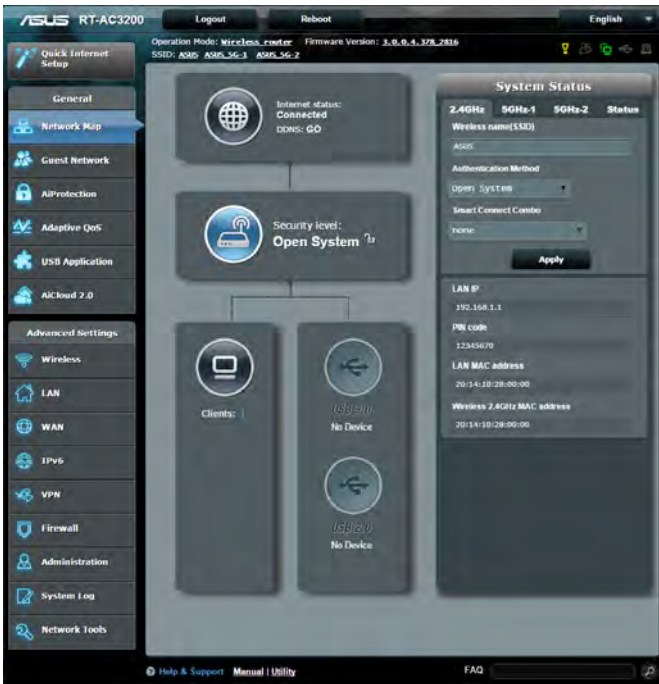 ASUS RT-AC3200 Logout Reboot English
Operation Mode: Wireless router Firmware Version: 3.0.0.4.378_2816
SSID: ASUS ASUS_5G-1 ASUS_5G-2
Quick Internet
Setup
General
Network Map
Guest Network
AiProtection
Adaptive QoS
USB Application
AiCloud 2.0
Advanced Settings
Wireless
LAN
WAN
IPv6
VPN
Firewall
Administration
System Log
Network Tools
Internet status:
Connected
DDNS: GO
Security level:
Open System
Clients:
USB 3.0
No Device
USB 2.0
No Device
System Status
2.4GHz 5GHz-1 5GHz-2 Status
Wireless name(SSID)
ASUS
Authentication Method
Open System
Smart Connect Combo
none
Apply
LAN IP
192.168.1.1
PIN code
12345670
LAN MAC address
20:14:10:28:00:00
Wireless 2.4GHz MAC address
20:14:10:28:00:00
Help & Support Manual | Utility FAQ